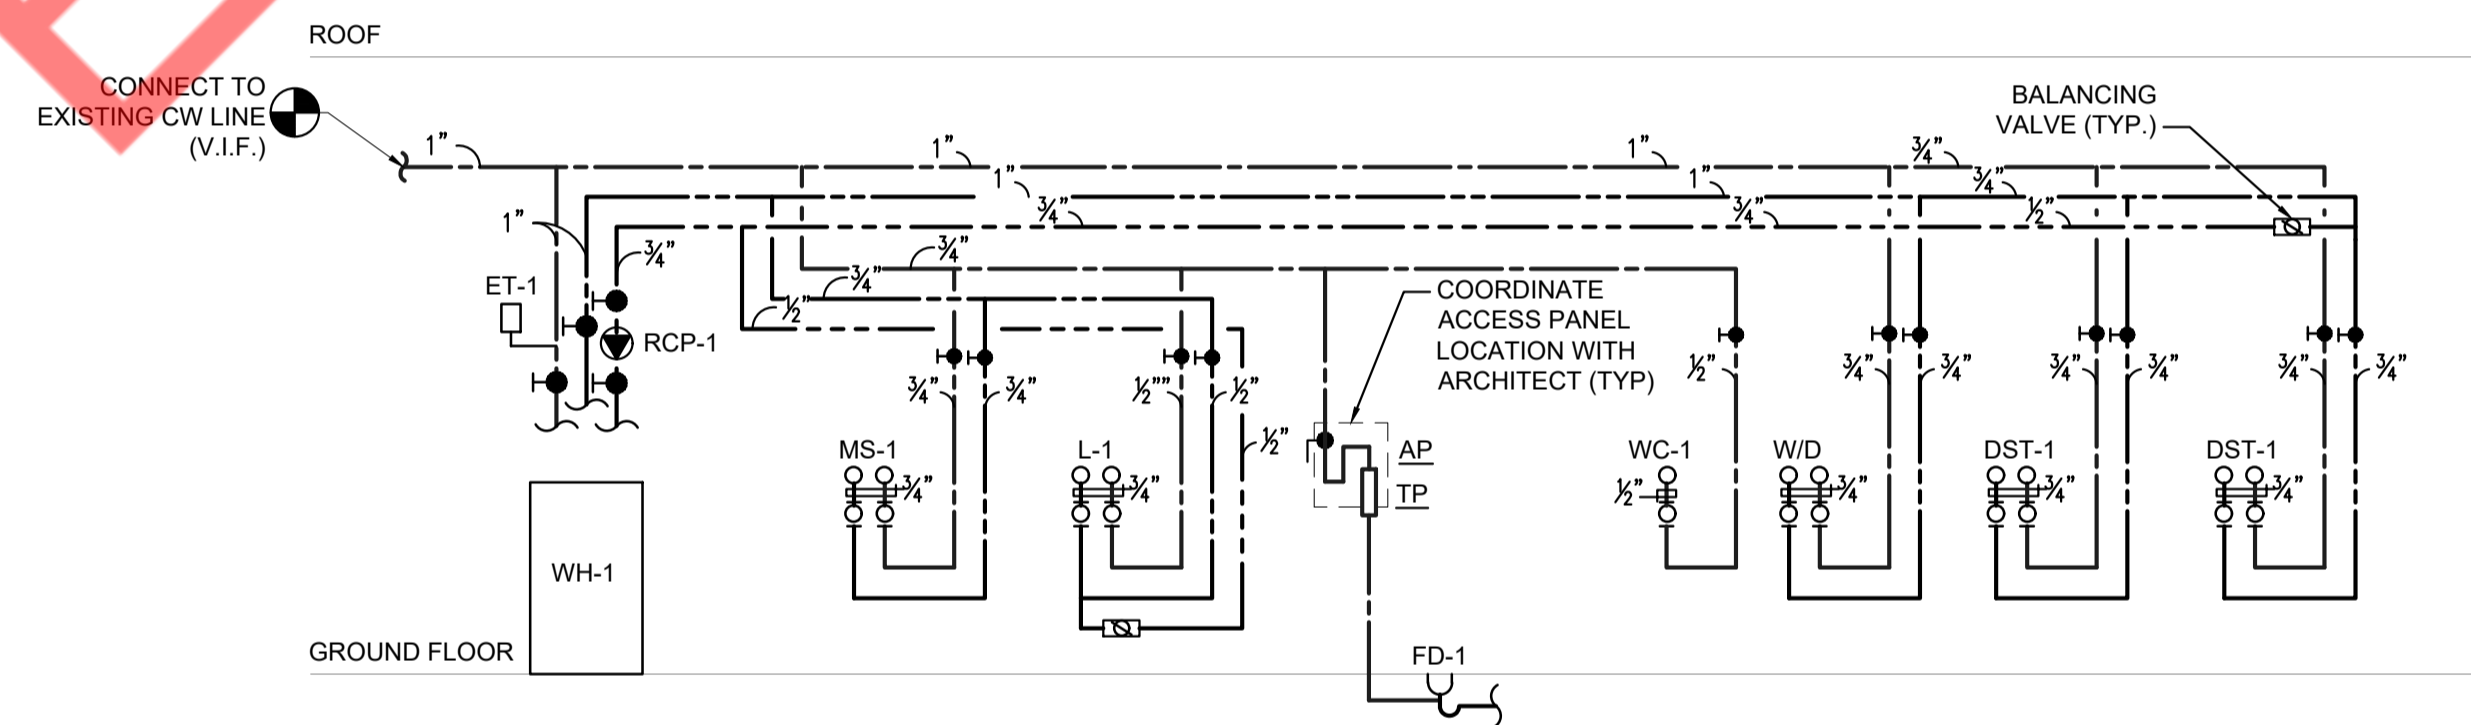 ROOF
CONNECT TO
EXISTING CW LINE
(V.I.F.)
BALANCING
VALVE (TYP.)
1”
1”
1”
¾”
1”
1”
¾”
¾”
¾”
½”
1”
¾”
¾”
¾”
½”
ET-1
RCP-1
COORDINATE
ACCESS PANEL
LOCATION WITH
ARCHITECT (TYP)
¾”
¾”
½””
½”
½”
½”
¾”
¾”
¾”
¾”
¾”
¾”
MS-1
L-1
AP
TP
WC-1
W/D
DST-1
DST-1
¾”
¾”
½”
¾”
¾”
¾”
WH-1
GROUND FLOOR
FD-1